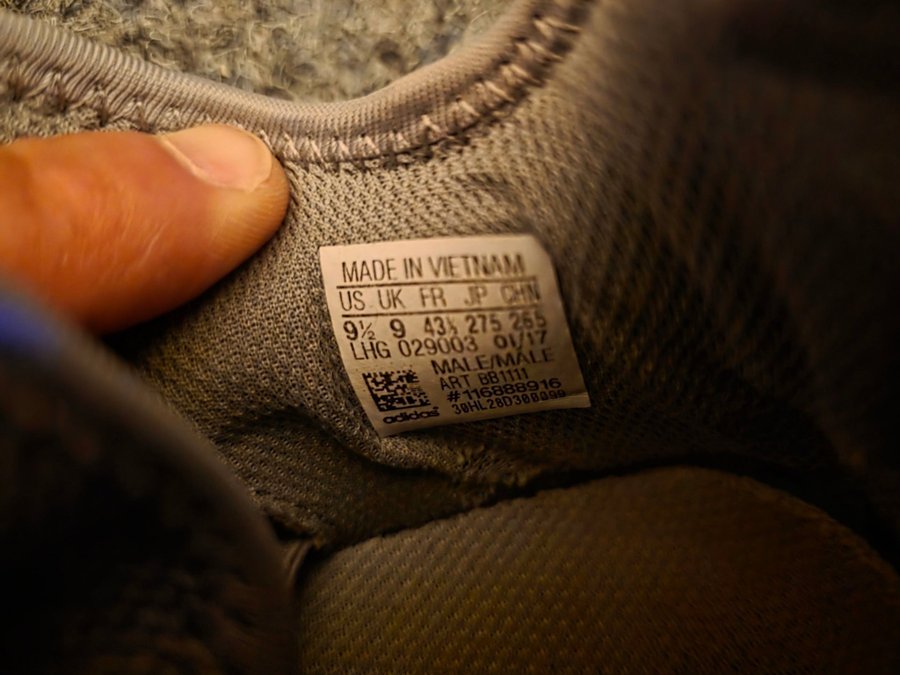 MADE IN VIETNAM
US UK FR JP CHN
9½ 9 43⅓ 275 265
LHG 029003 01/17
MALE/MALE
ART BB1111
#116888916
adidas